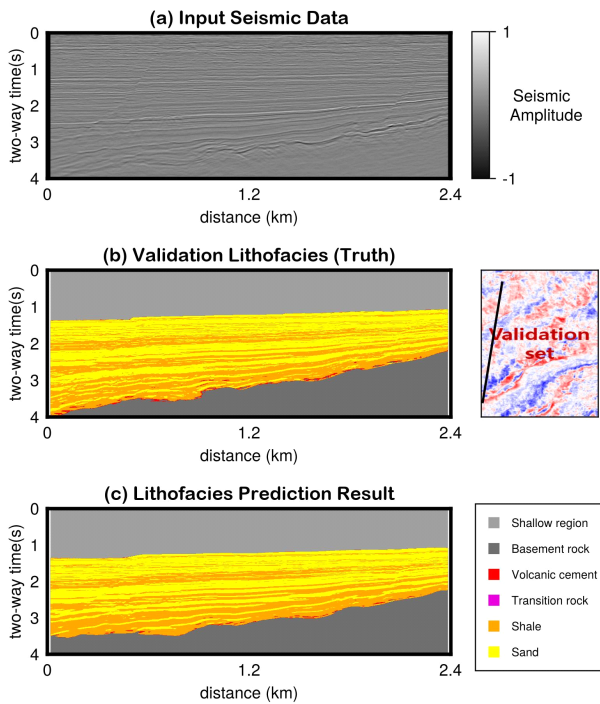 (a) Input Seismic Data
0
1
2
3
4
two-way time(s)
0
1.2
2.4
distance (km)
1
Seismic
Amplitude
-1
(b) Validation Lithofacies (Truth)
0
1
2
3
4
two-way time(s)
0
1.2
2.4
distance (km)
Validation
set
(c) Lithofacies Prediction Result
0
1
2
3
4
two-way time(s)
0
1.2
2.4
distance (km)
Shallow region
Basement rock
Volcanic cement
Transition rock
Shale
Sand